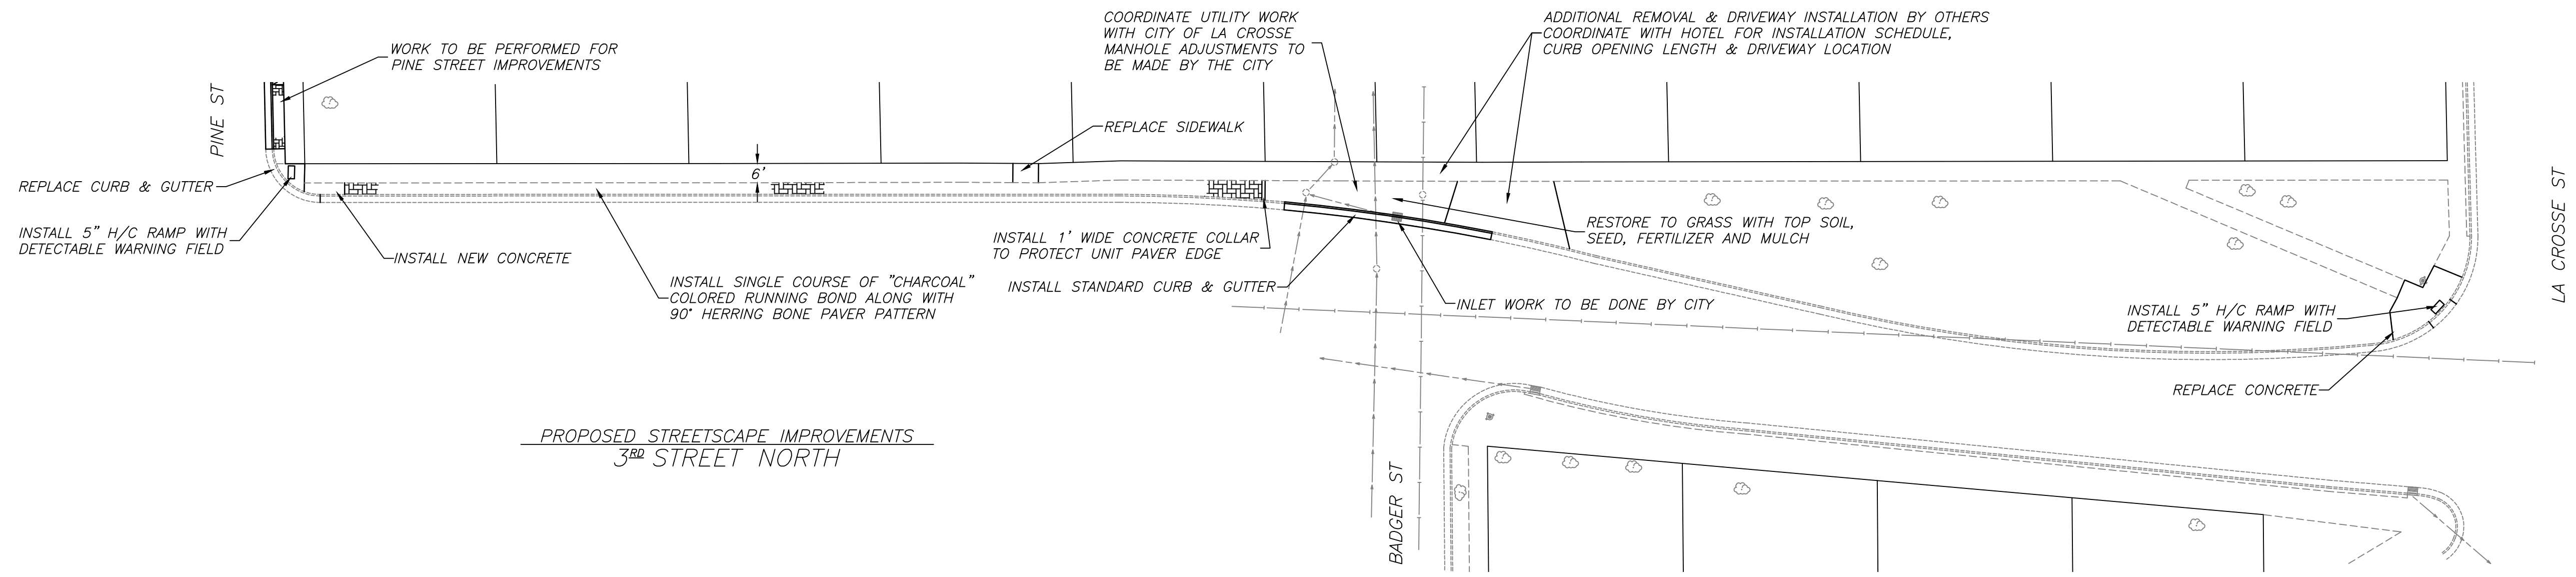 WORK TO BE PERFORMED FOR
PINE STREET IMPROVEMENTS
COORDINATE UTILITY WORK
WITH CITY OF LA CROSSE
MANHOLE ADJUSTMENTS TO
BE MADE BY THE CITY
ADDITIONAL REMOVAL & DRIVEWAY INSTALLATION BY OTHERS
COORDINATE WITH HOTEL FOR INSTALLATION SCHEDULE,
CURB OPENING LENGTH & DRIVEWAY LOCATION
PINE ST
REPLACE SIDEWALK
6'
REPLACE CURB & GUTTER
INSTALL 5" H/C RAMP WITH
DETECTABLE WARNING FIELD
INSTALL NEW CONCRETE
INSTALL SINGLE COURSE OF "CHARCOAL"
COLORED RUNNING BOND ALONG WITH
90° HERRING BONE PAVER PATTERN
INSTALL 1' WIDE CONCRETE COLLAR
TO PROTECT UNIT PAVER EDGE
INSTALL STANDARD CURB & GUTTER
RESTORE TO GRASS WITH TOP SOIL,
SEED, FERTILIZER AND MULCH
INLET WORK TO BE DONE BY CITY
LA CROSSE ST
INSTALL 5" H/C RAMP WITH
DETECTABLE WARNING FIELD
REPLACE CONCRETE
PROPOSED STREETSCAPE IMPROVEMENTS
3RD STREET NORTH
BADGER ST